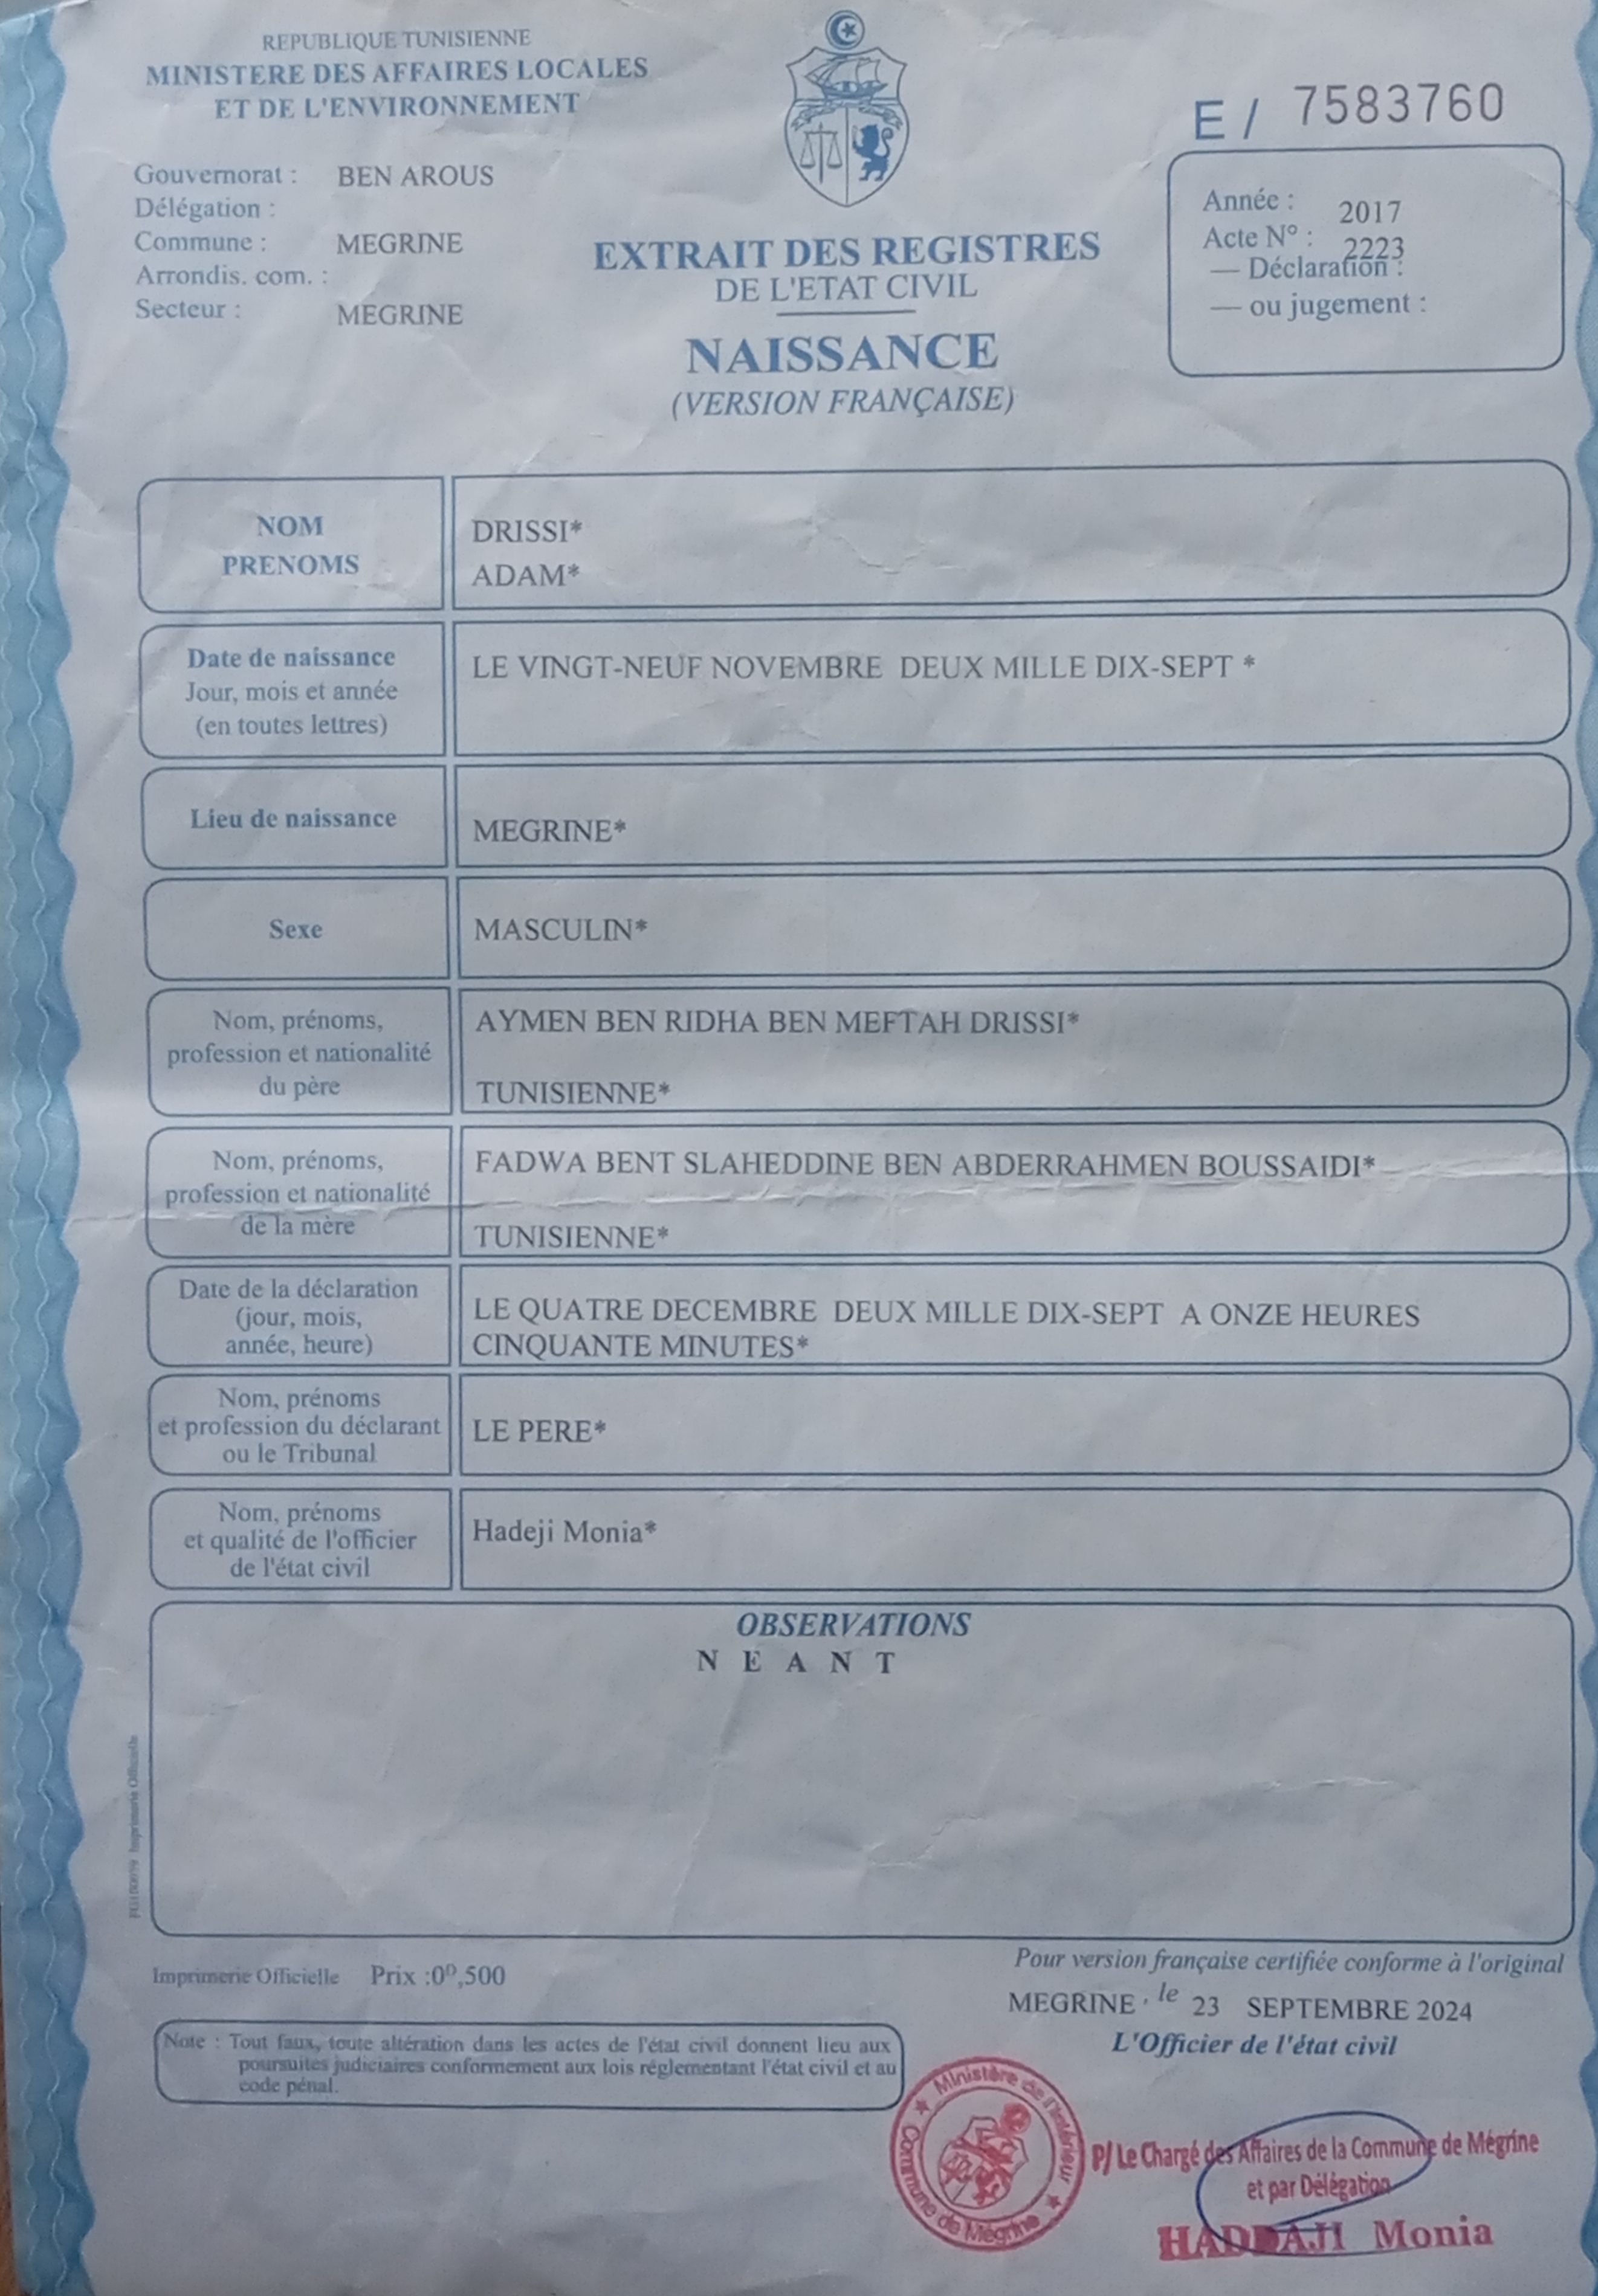 REPUBLIQUE TUNISIENNE
MINISTERE DES AFFAIRES LOCALES
ET DE L'ENVIRONNEMENT
E / 7583760
Gouvernorat : BEN AROUS
Délégation :
Commune : MEGRINE
Arrondis. com. :
Secteur : MEGRINE
EXTRAIT DES REGISTRES
DE L'ETAT CIVIL
NAISSANCE
(VERSION FRANÇAISE)
Année : 2017
Acte N° : 2223
— Déclaration :
— ou jugement :
NOM
PRENOMS
DRISSI*
ADAM*
Date de naissance
Jour, mois et année
(en toutes lettres)
LE VINGT-NEUF NOVEMBRE DEUX MILLE DIX-SEPT *
Lieu de naissance
MEGRINE*
Sexe
MASCULIN*
Nom, prénoms,
profession et nationalité
du père
AYMEN BEN RIDHA BEN MEFTAH DRISSI*
TUNISIENNE*
Nom, prénoms,
profession et nationalité
de la mère
FADWA BENT SLAHEDDINE BEN ABDERRAHMEN BOUSSAIDI*
TUNISIENNE*
Date de la déclaration
(jour, mois,
année, heure)
LE QUATRE DECEMBRE DEUX MILLE DIX-SEPT A ONZE HEURES
CINQUANTE MINUTES*
Nom, prénoms
et profession du déclarant
ou le Tribunal
LE PERE*
Nom, prénoms
et qualité de l'officier
de l'état civil
Hadeji Monia*
OBSERVATIONS
N E A N T
Imprimerie Officielle
Imprimerie Officielle Prix :0ᴰ,500
Note : Tout faux, toute altération dans les actes de l'état civil donnent lieu aux
poursuites judiciaires conformement aux lois réglementant l'état civil et au
code pénal.
Pour version française certifiée conforme à l'original
MEGRINE , le 23 SEPTEMBRE 2024
L'Officier de l'état civil
Ministère de l'Intérieur
Commune de Mégrine
P/ Le Chargé des Affaires de la Commune de Mégrine
et par Délégation
HADDAJI Monia